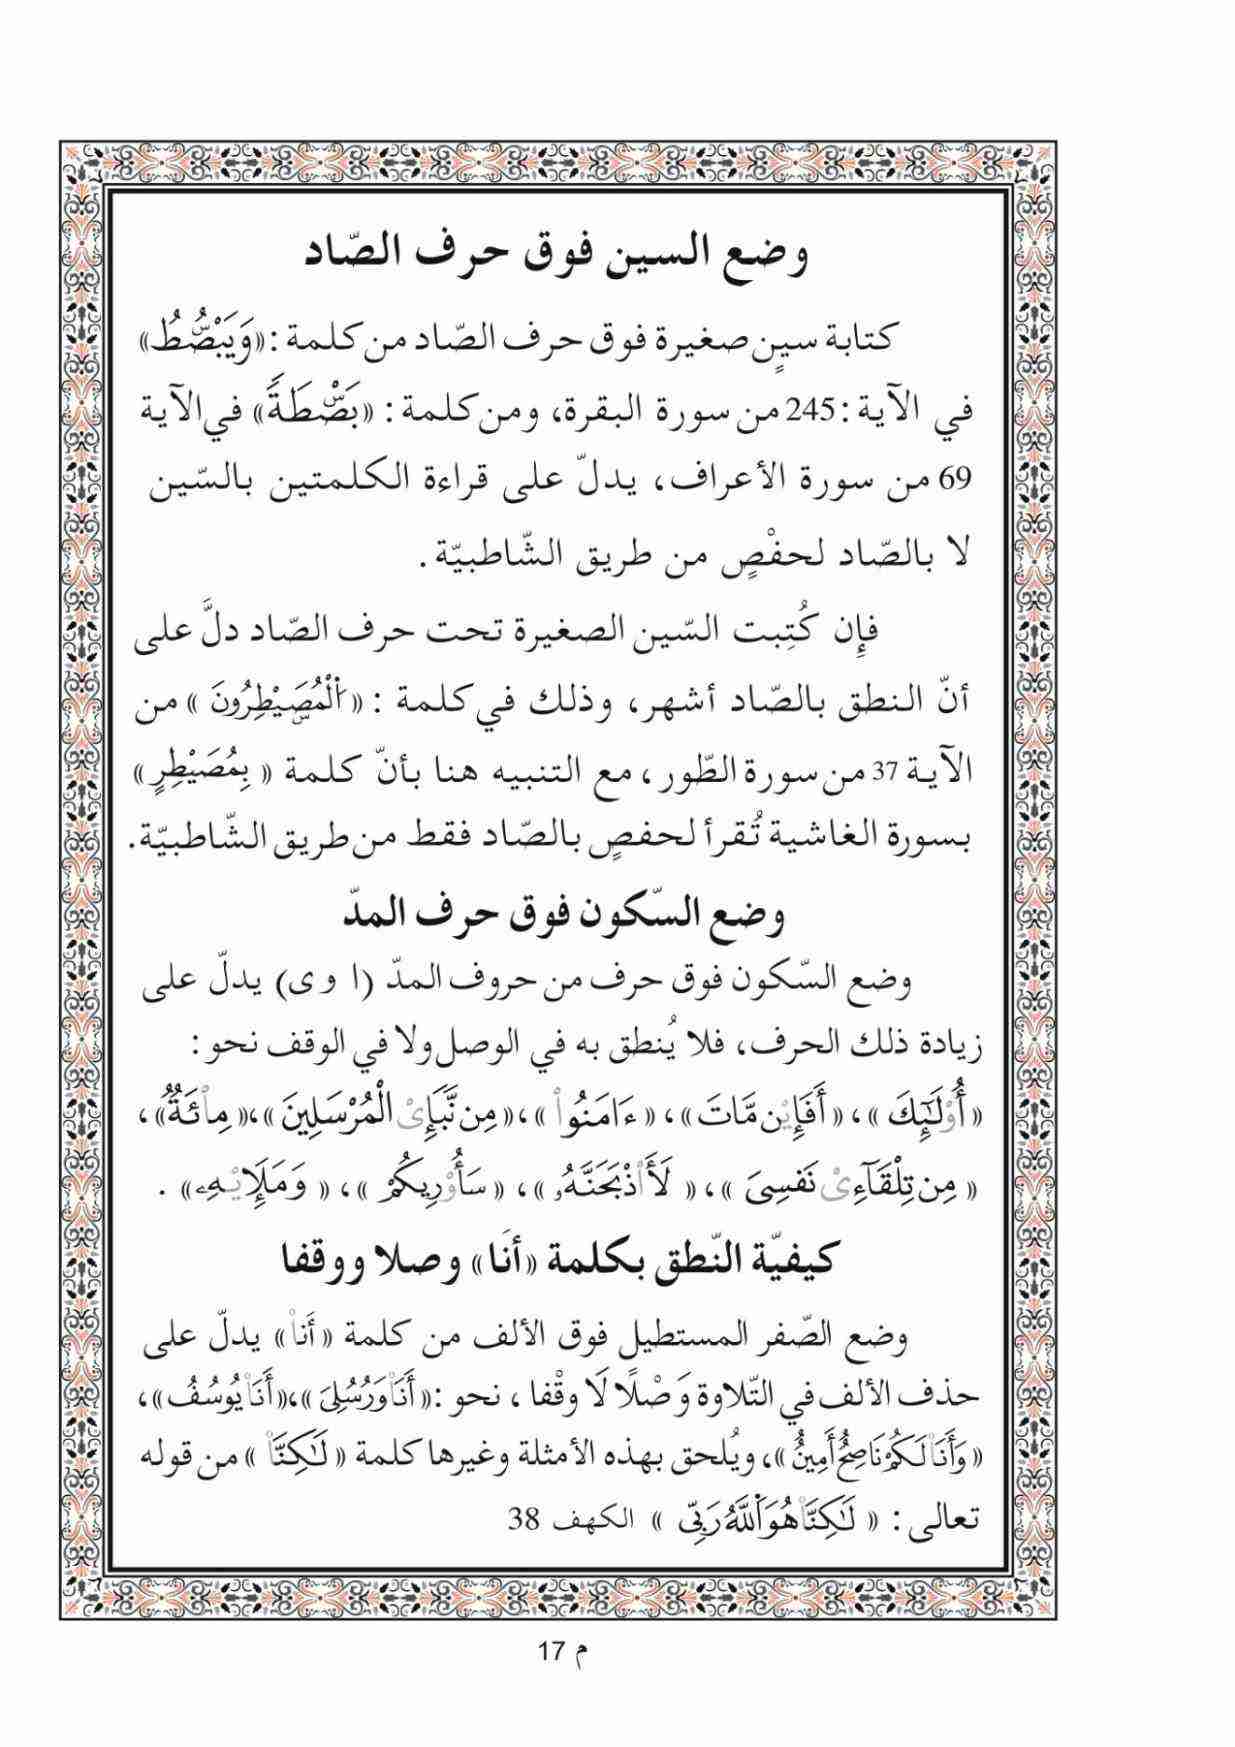 وضع السين فوق حرف الصّاد
كتابة سينٍ صغيرة فوق حرف الصّاد من كلمة : «وَيَبْصُۜطُ»
في الآية : 245 من سورة البقرة، ومن كلمة : «بَصْۜطَةً» في الآية
69 من سورة الأعراف، يدلّ على قراءة الكلمتين بالسّين
لا بالصّاد لحفْصٍ من طريق الشّاطبيّة .
فإِن كُتِبت السّين الصغيرة تحت حرف الصّاد دلَّ على
أنّ النطق بالصّاد أشهر، وذلك في كلمة : « اَ۬لْمُصَۣيْطِرُونَ » من
الآيـة 37 من سورة الطّور ، مع التنبيه هنا بأنّ كلمة « بِمُصَيْطِرٍ »
بسورة الغاشية تُقرأ لحفصٍ بالصّاد فقط من طريق الشّاطبيّة.
وضع السّكون فوق حرف المدّ
وضع السّكون فوق حرف من حروف المدّ (ا و ى) يدلّ على
زيادة ذلك الحرف، فلا يُنطق به في الوصل ولا في الوقف نحو :
« أُوْلَٰٓئِكَ »، « أَفَإِيْن مَّاتَ »، « ءَامَنُواْ »، « مِن نَّبَإِىْ الْمُرْسَلِينَ »، « مِاْئَةٌ »،
« مِن تِلْقَآءِىْ نَفْسِىَ »، « لَأَاْذْبَحَنَّهُۥ »، « سَأُوْرِيكُمْ »، « وَمَلَإِيْهِۦ» .
كيفيّة النّطق بكلمة «أنَا» وصلا ووقفا
وضع الصّفر المستطيل فوق الألف من كلمة « أَنَا۠» يدلّ على
حذف الألف في التّلاوة وَصْلًا لَا وقْفا ، نحو : «أَنَا۠ وَرُسُلِىَ »، «أَنَا۠ يُوسُفُ »،
« وَأَنَا۠ لَكُمْ نَاصِحٌ أَمِينٌ »، ويُلحق بهذه الأمثلة وغيرها كلمة « لَٰكِنَّا۠ » من قوله
تعالى : « لَٰكِنَّا۠ هُوَ اَ۬للَّهُ رَبِّى » الكهف 38
م 17